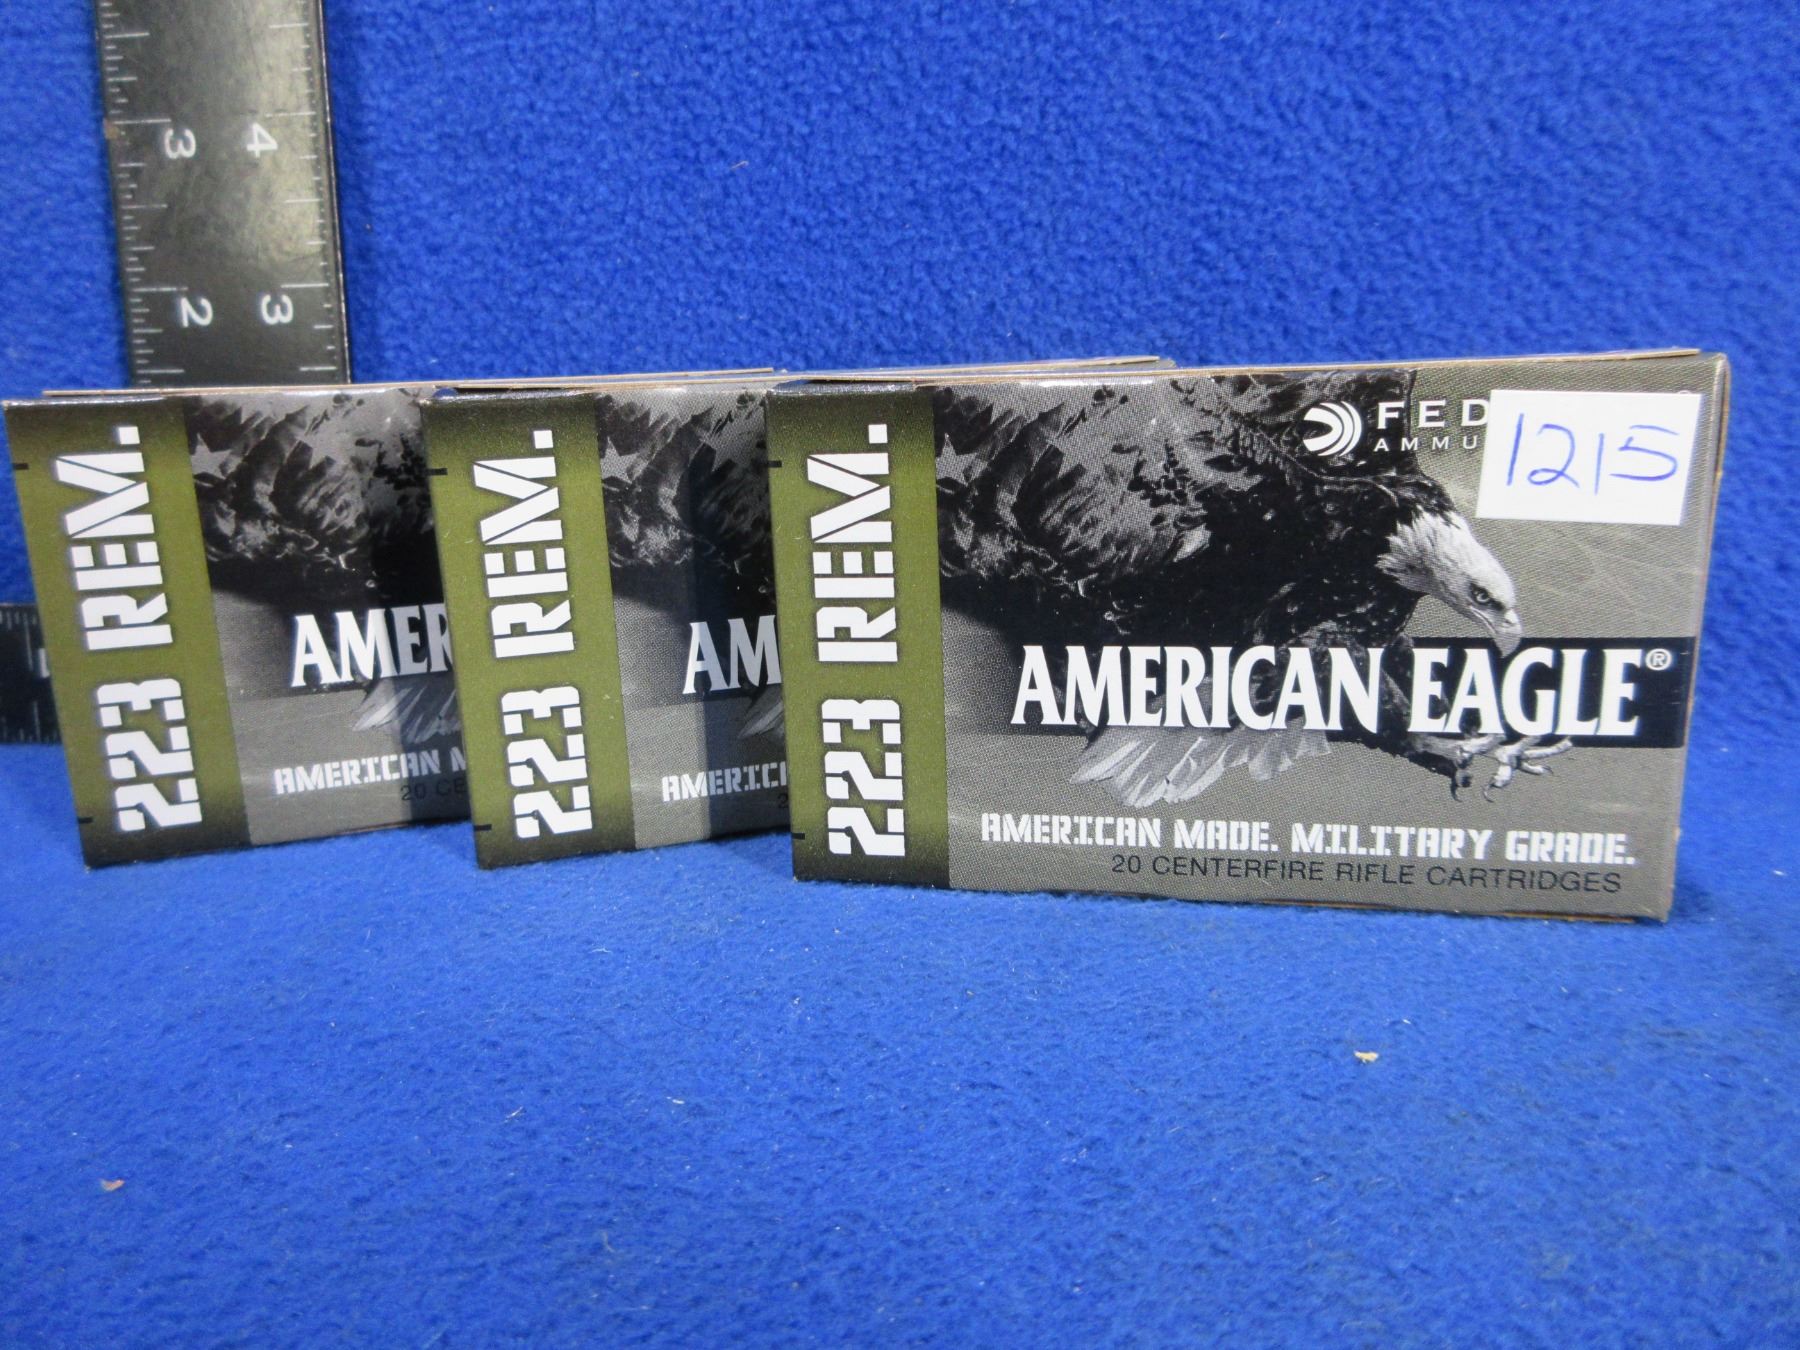 3 4
2 3
223 REM.
AMER
AMERICAN M
20 CE
223 REM.
AM
AMERIC
2
223 REM.
FED
AMMU
1215
AMERICAN EAGLE®
AMERICAN MADE. MILITARY GRADE.
20 CENTERFIRE RIFLE CARTRIDGES